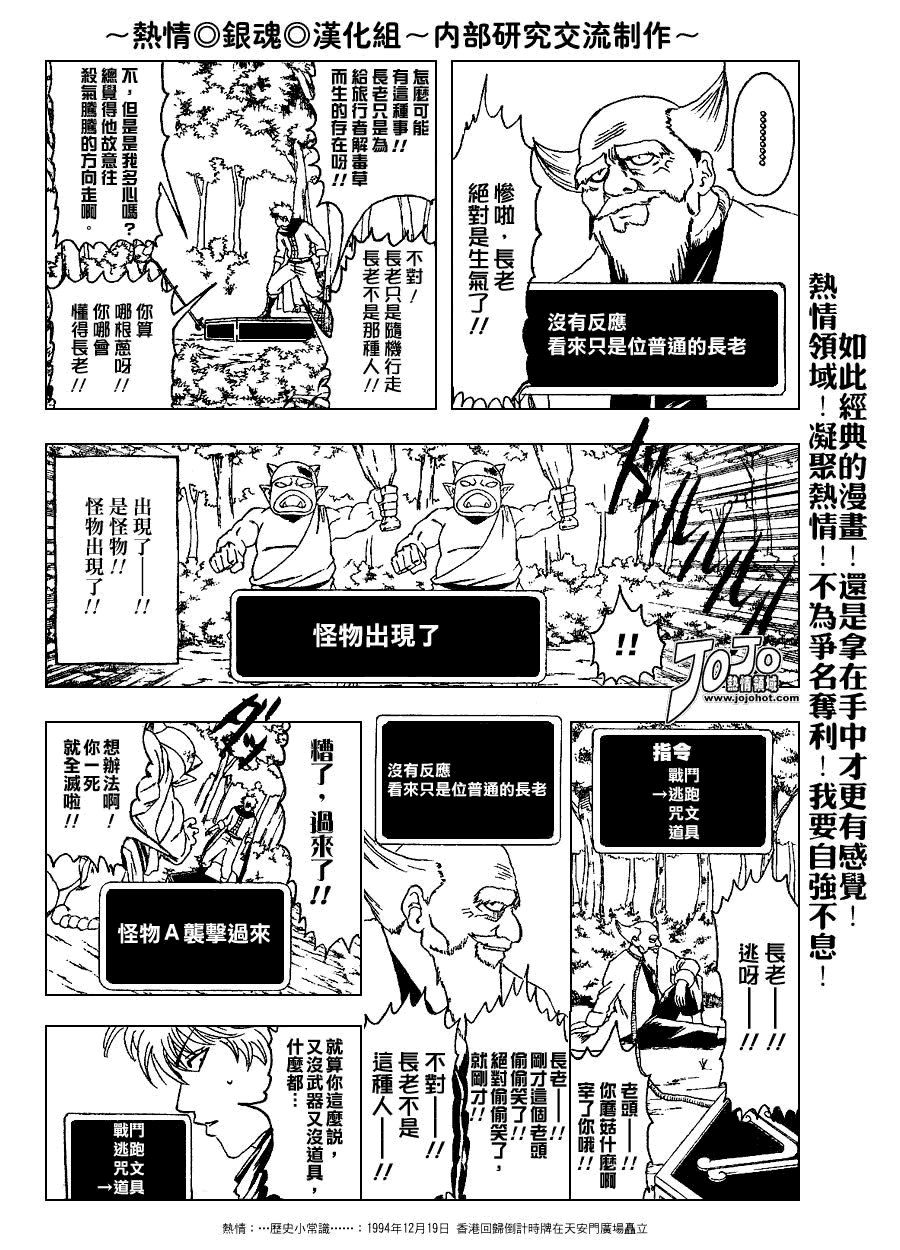 ～熱情◎銀魂◎漢化組～內部研究交流制作～
如此經典的漫畫！還是拿在手中才更有感覺！
熱情領域！凝聚熱情！不為爭名奪利！我要自強不息！
………
慘啦，長老
絕對是生氣了!!
沒有反應
看來只是位普通的長老
怎麼可能
有這種事!!
長老只是為
給旅行者解毒草
而生的存在呀!!
不，但是是我多心嗎？
總覺得他故意往
殺氣騰騰的方向走啊。
不對！
長老只是隨機行走
長老不是那種人!!
你算
哪根蔥呀!!
你哪曾
懂得長老!!
ドゥルルルル
!!
怪物出現了
出現了——!!
是怪物!!
怪物出現了!!
JOJO
熱情領域
www.jojohot.com
指令
戰鬥
→逃跑
咒文
道具
長老——
逃呀——!!
老頭——!!
你蘑菇什麼啊
宰了你哦!!
沒有反應
看來只是位普通的長老
長老——!!
剛才這個老頭
偷偷笑了!!
絕對偷偷笑了，
就剛才!!
不對——!!
長老不是
這種人——!!
ダッ
糟了，過來了!!
想辦法啊！
你一死
就全滅啦!!
怪物Ａ襲擊過來
就算你這麼說，
又沒武器又沒道具，
什麼都…
戰鬥
逃跑
咒文
→道具
熱情：…歷史小常識……：1994年12月19日 香港回歸倒計時牌在天安門廣場矗立